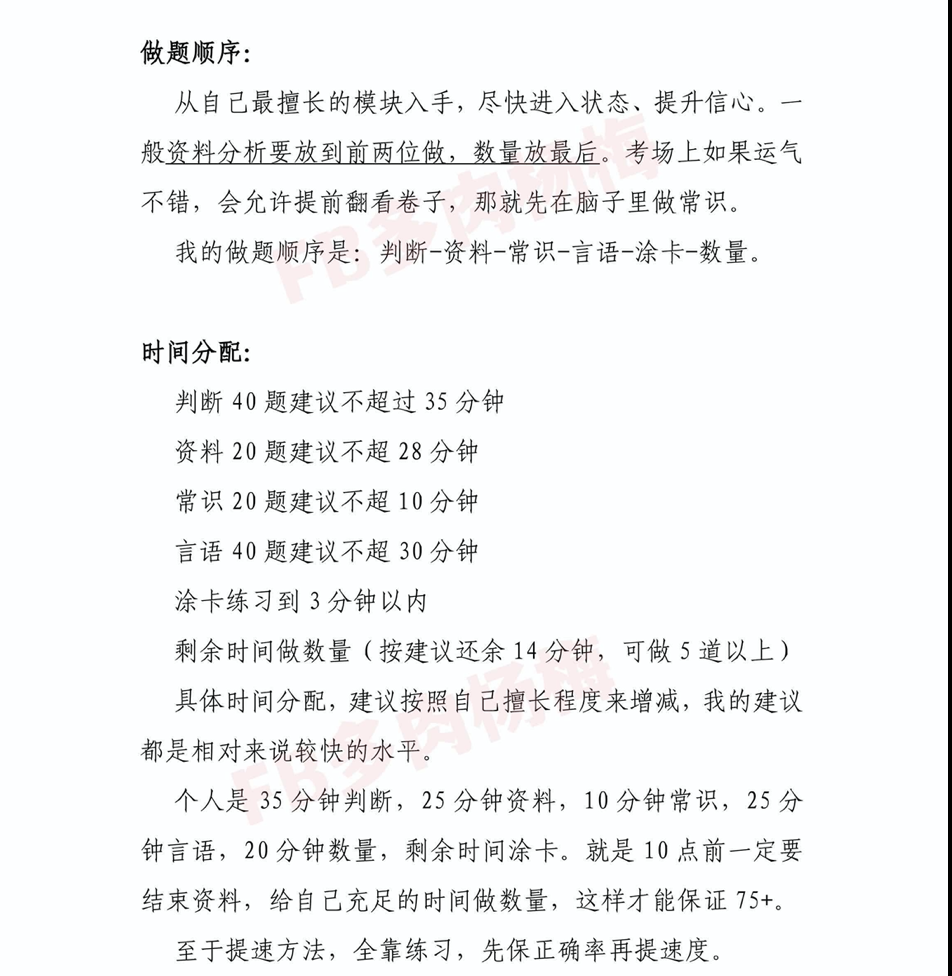 做题顺序：
从自己最擅长的模块入手，尽快进入状态、提升信心。一
般资料分析要放到前两位做，数量放最后。考场上如果运气
不错，会允许提前翻看卷子，那就先在脑子里做常识。
我的做题顺序是：判断-资料-常识-言语-涂卡-数量。
FB多肉杨梅
时间分配：
判断 40 题建议不超过 35 分钟
资料 20 题建议不超 28 分钟
常识 20 题建议不超 10 分钟
言语 40 题建议不超 30 分钟
涂卡练习到 3 分钟以内
剩余时间做数量（按建议还余 14 分钟，可做 5 道以上）
具体时间分配，建议按照自己擅长程度来增减，我的建议
都是相对来说较快的水平。
FB多肉杨梅
个人是 35 分钟判断，25 分钟资料，10 分钟常识，25 分
钟言语，20 分钟数量，剩余时间涂卡。就是 10 点前一定要
结束资料，给自己充足的时间做数量，这样才能保证 75+。
至于提速方法，全靠练习，先保正确率再提速度。